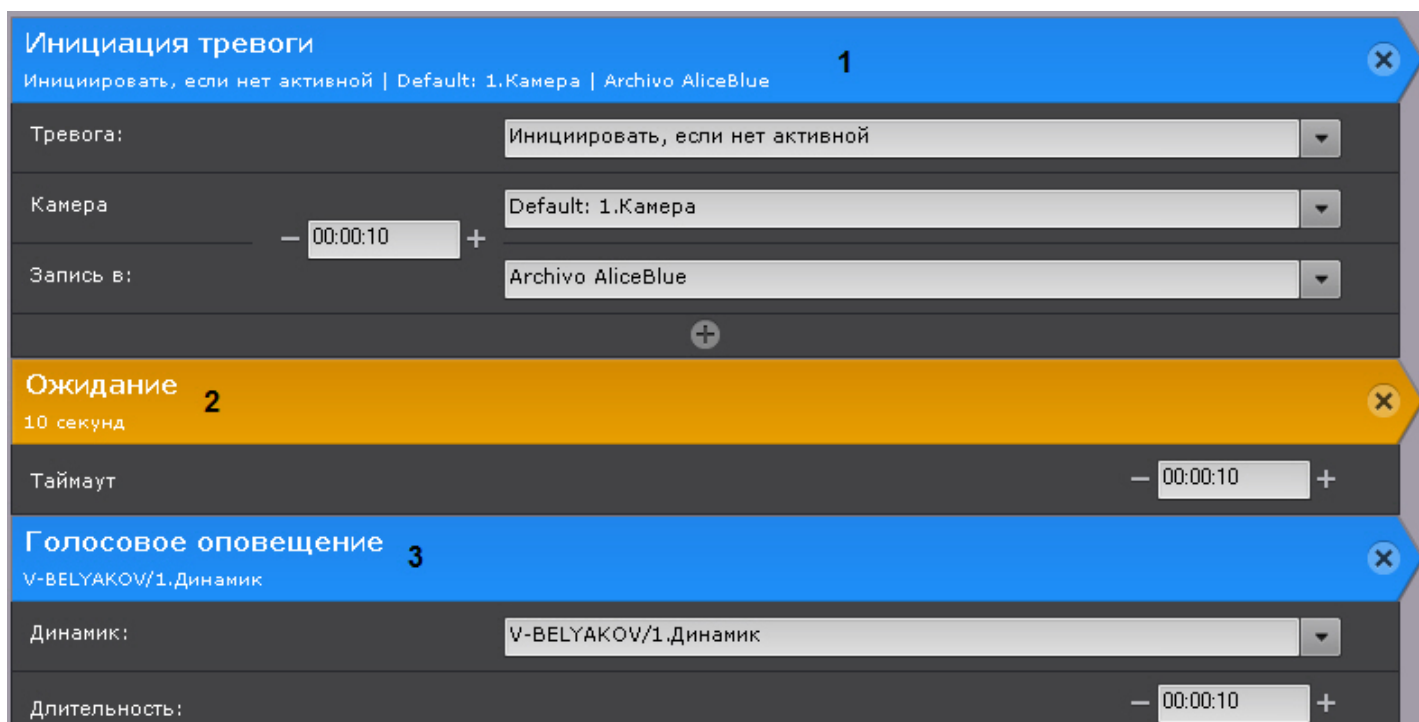 Инициация тревоги
1
Инициировать, если нет активной | Default: 1.Камера | Archivo AliceBlue
Тревога: Инициировать, если нет активной
Камера Default: 1.Камера
00:00:10
Запись в: Archivo AliceBlue
Ожидание
2
10 секунд
Таймаут 00:00:10
Голосовое оповещение
3
V-BELYAKOV/1.Динамик
Динамик: V-BELYAKOV/1.Динамик
Длительность: 00:00:10